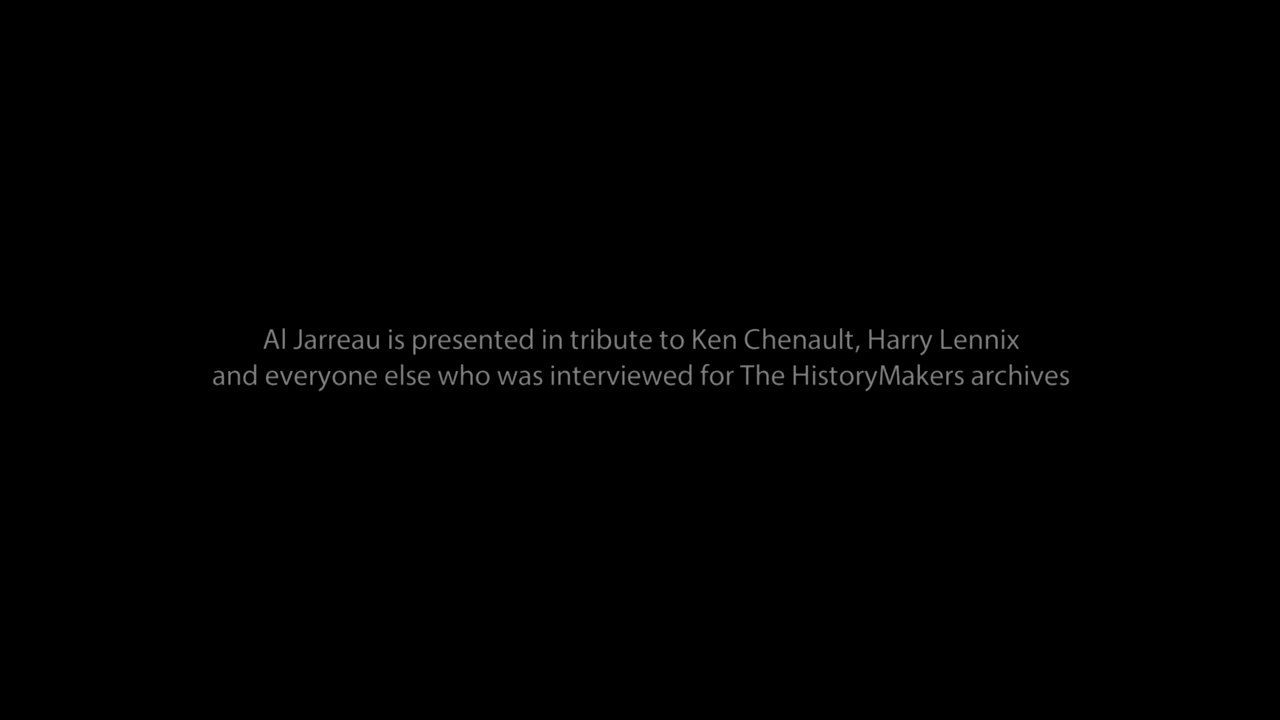 Al Jarreau is presented in tribute to Ken Chenault, Harry Lennix
and everyone else who was interviewed for The HistoryMakers archives